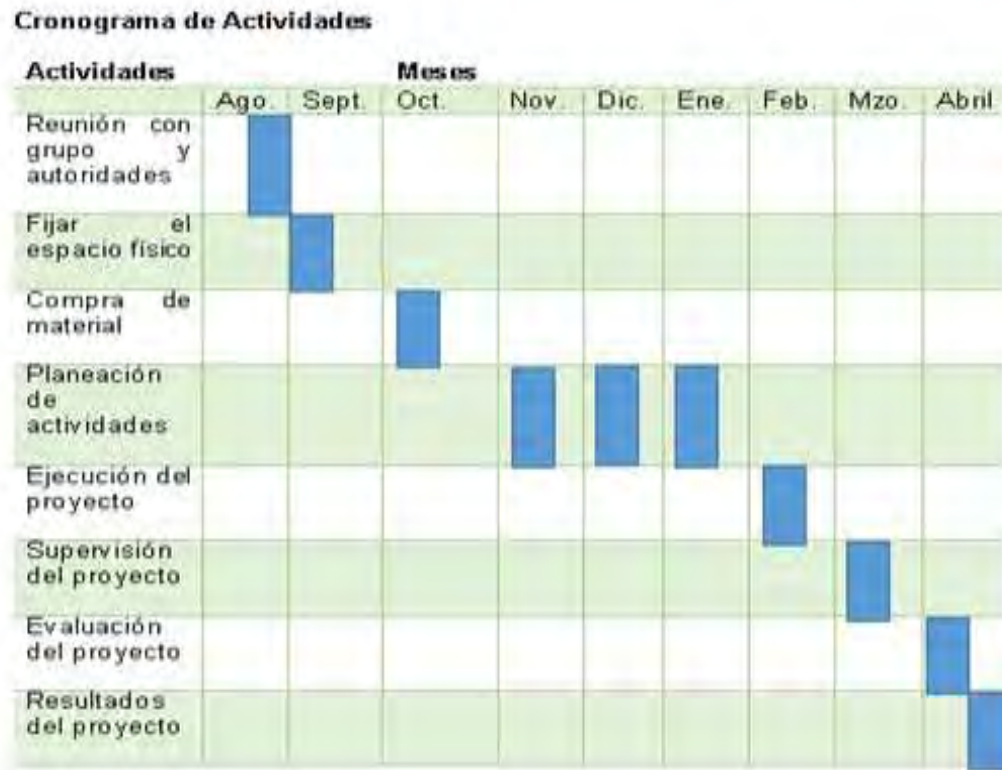 Cronograma de Actividades
Actividades Meses
Ago. Sept. Oct. Nov. Dic. Ene. Feb. Mzo. Abril
Reunión con
grupo y
autoridades
Fijar el
espacio físico
Compra de
material
Planeación
de
actividades
Ejecución del
proyecto
Supervisión
del proyecto
Evaluación
del proyecto
Resultados
del proyecto